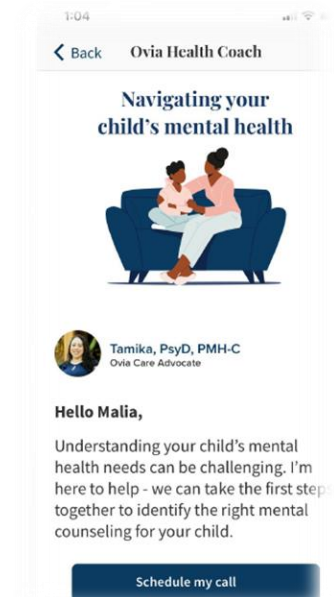 1:04
Back Ovia Health Coach
Navigating your
child's mental health
Tamika, PsyD, PMH-C
Ovia Care Advocate
Hello Malia,
Understanding your child's mental
health needs can be challenging. I'm
here to help - we can take the first steps
together to identify the right mental
counseling for your child.
Schedule my call